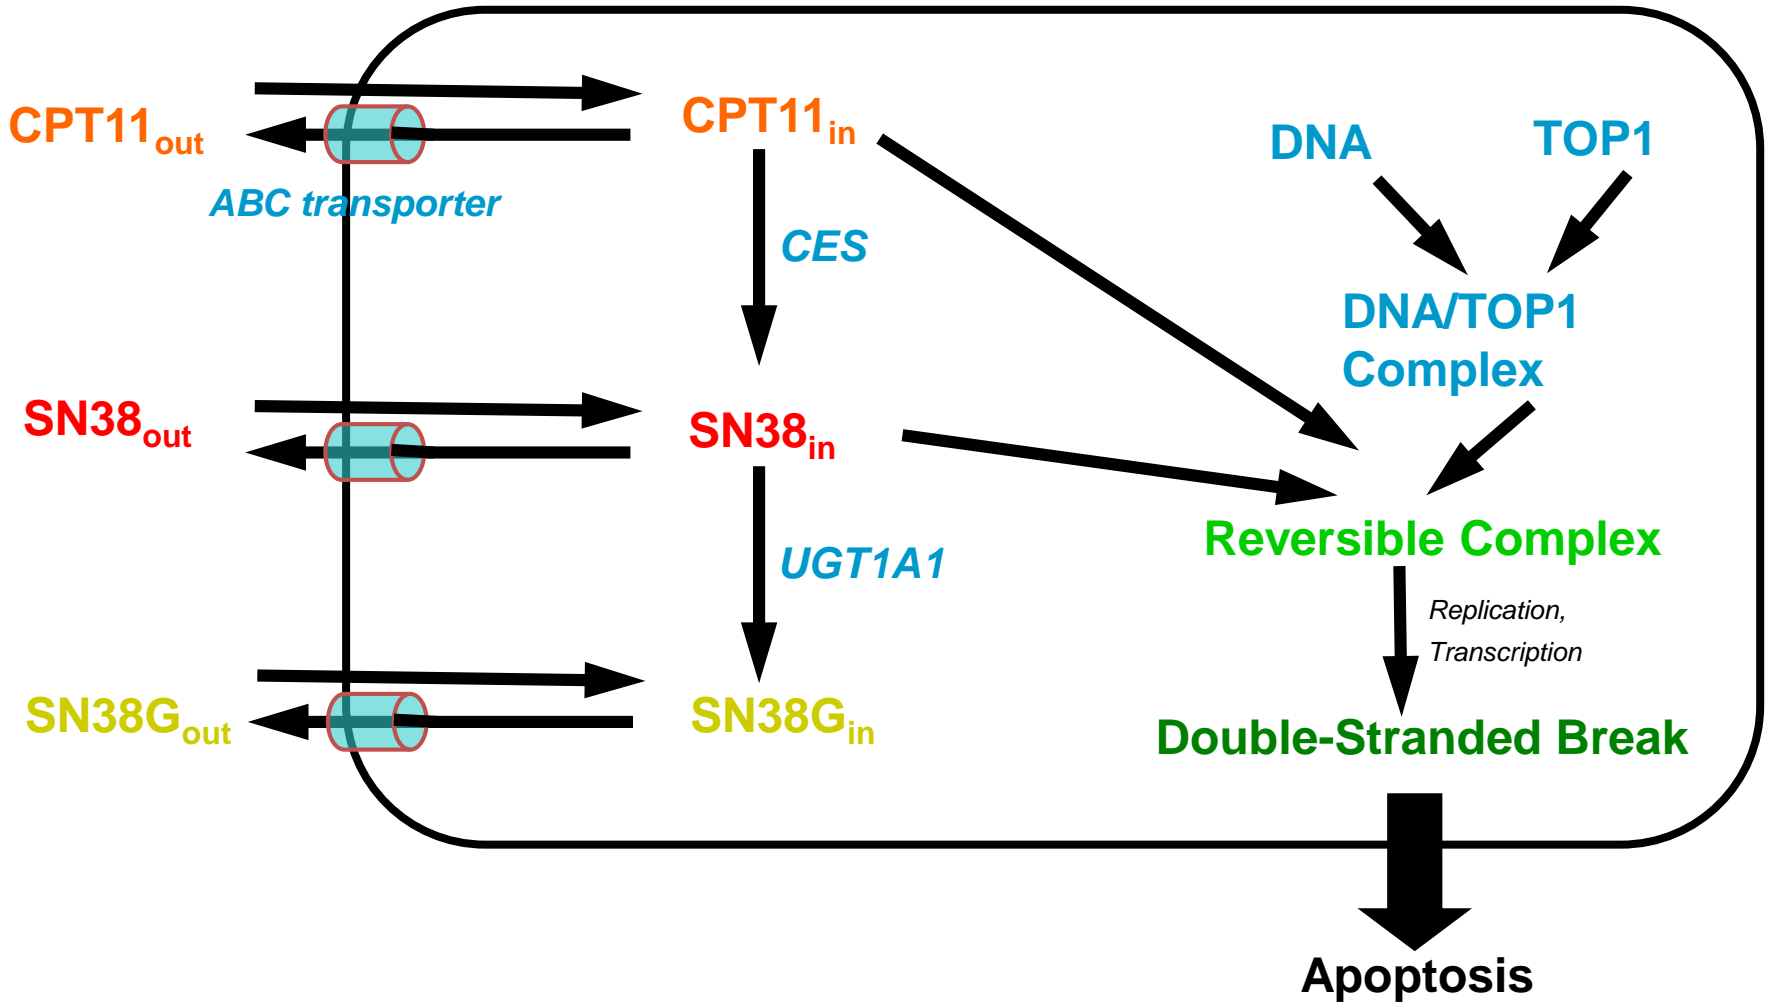 CPT11out
CPT11in
DNA
TOP1
ABC transporter
CES
DNA/TOP1
Complex
SN38out
SN38in
Reversible Complex
UGT1A1
Replication,
Transcription
SN38Gout
SN38Gin
Double-Stranded Break
Apoptosis